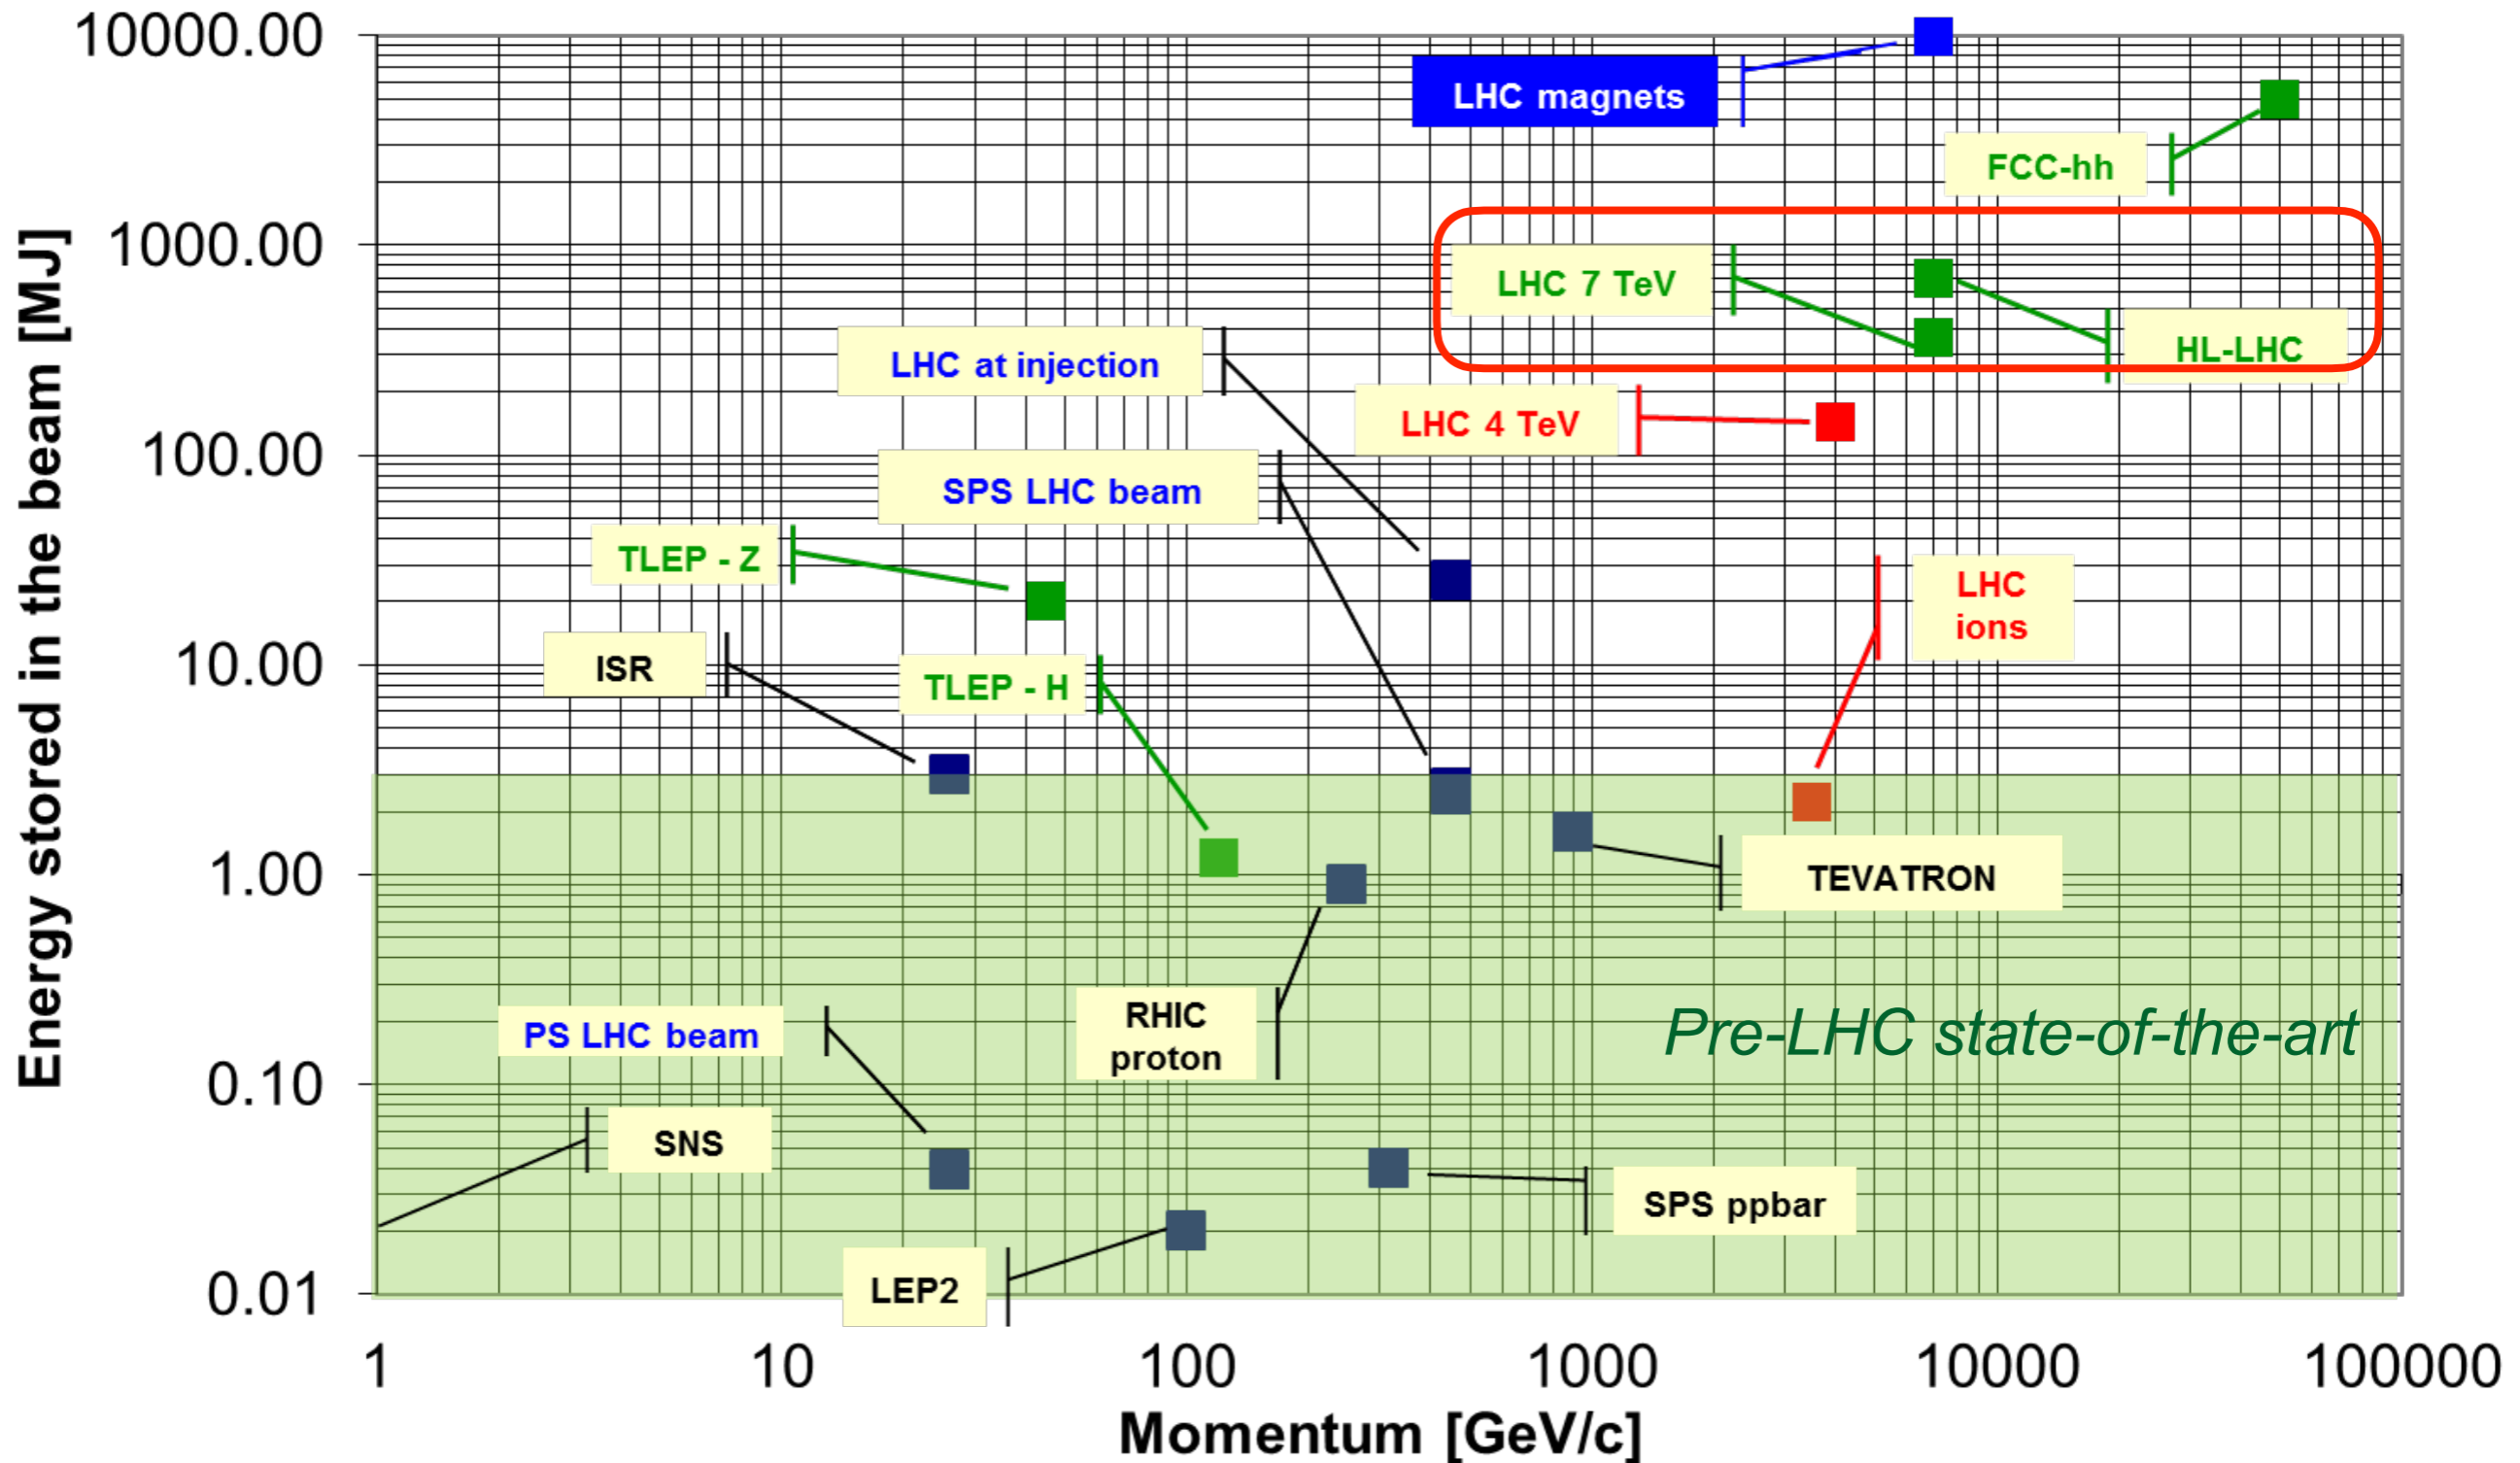 10000.00
1000.00
100.00
10.00
1.00
0.10
0.01
Energy stored in the beam [MJ]
LHC magnets
FCC-hh
LHC 7 TeV
HL-LHC
LHC at injection
LHC 4 TeV
SPS LHC beam
TLEP - Z
LHC
ions
ISR
TLEP - H
TEVATRON
RHIC
proton
Pre-LHC state-of-the-art
PS LHC beam
SNS
SPS ppbar
LEP2
1
10
100
1000
10000
100000
Momentum [GeV/c]